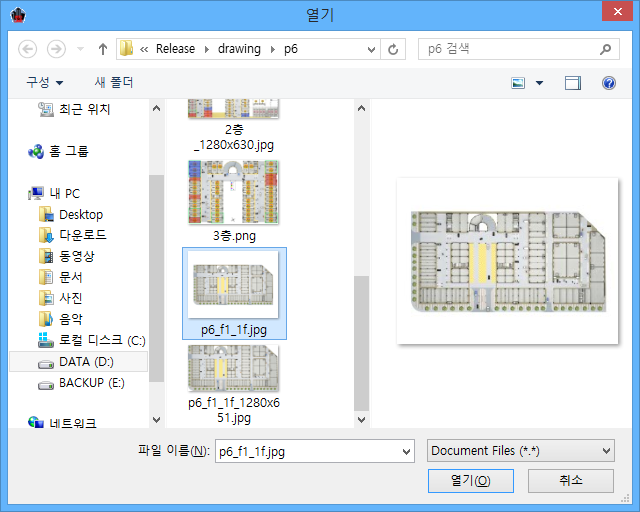 열기
« Release ▸ drawing ▸ p6
p6 검색
구성
새 폴더
최근 위치
홈 그룹
내 PC
Desktop
다운로드
동영상
문서
사진
음악
로컬 디스크 (C:)
DATA (D:)
BACKUP (E:)
네트워크
2층
_1280x630.jpg
3층.png
p6_f1_1f.jpg
p6_f1_1f_1280x6
51.jpg
파일 이름(N):
p6_f1_1f.jpg
Document Files (*.*)
열기(O)
취소